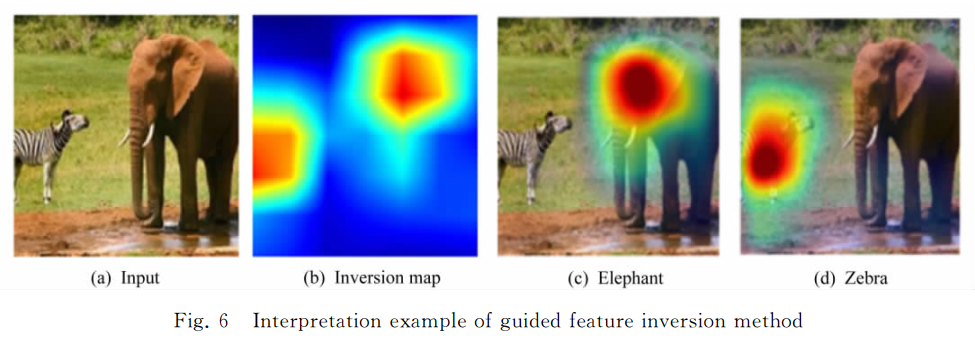 (a) Input
(b) Inversion map
(c) Elephant
(d) Zebra
Fig. 6 Interpretation example of guided feature inversion method